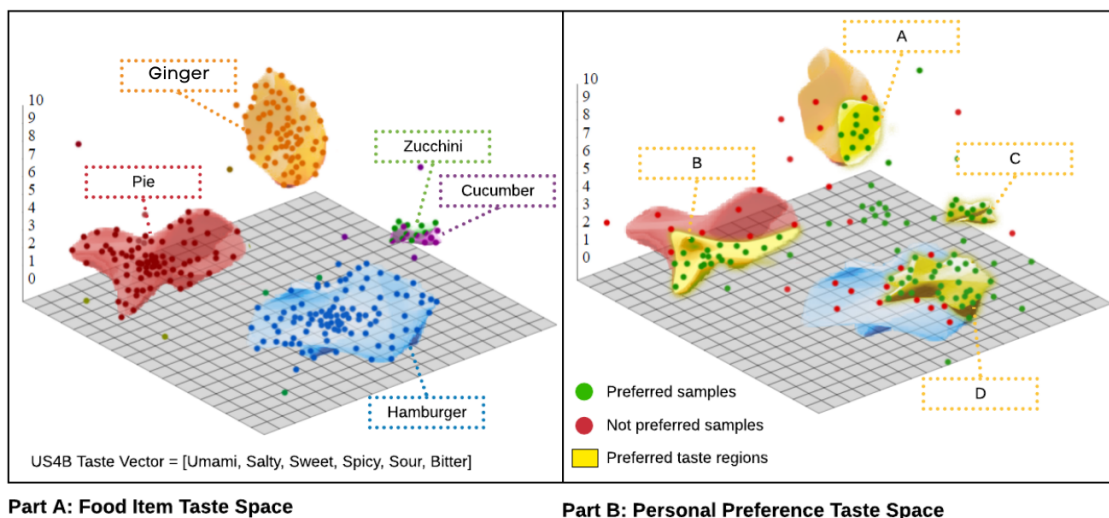 Ginger
A
10
9
8
7
6
5
4
3
2
1
0
Zucchini
Cucumber
Pie
Hamburger
US4B Taste Vector = [Umami, Salty, Sweet, Spicy, Sour, Bitter]
10
9
8
7
6
5
4
3
2
1
0
B
C
D
Preferred samples
Not preferred samples
Preferred taste regions
Part A: Food Item Taste Space
Part B: Personal Preference Taste Space